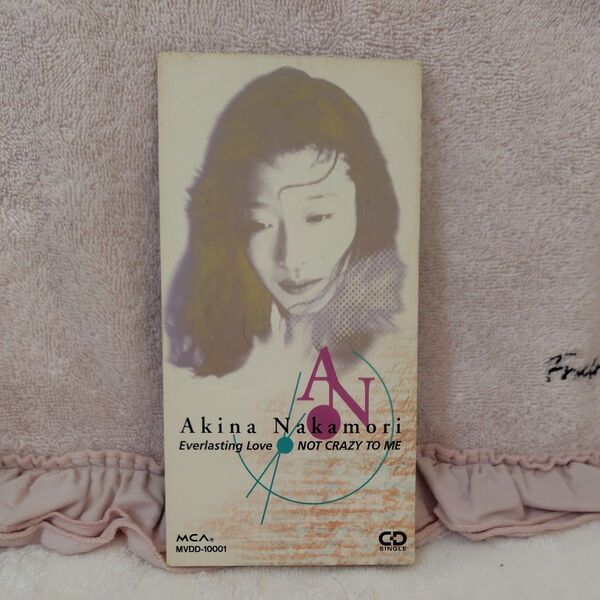 AN
Akina Nakamori
Everlasting Love NOT CRAZY TO ME
MCA®
MVDD-10001
CD
SINGLE